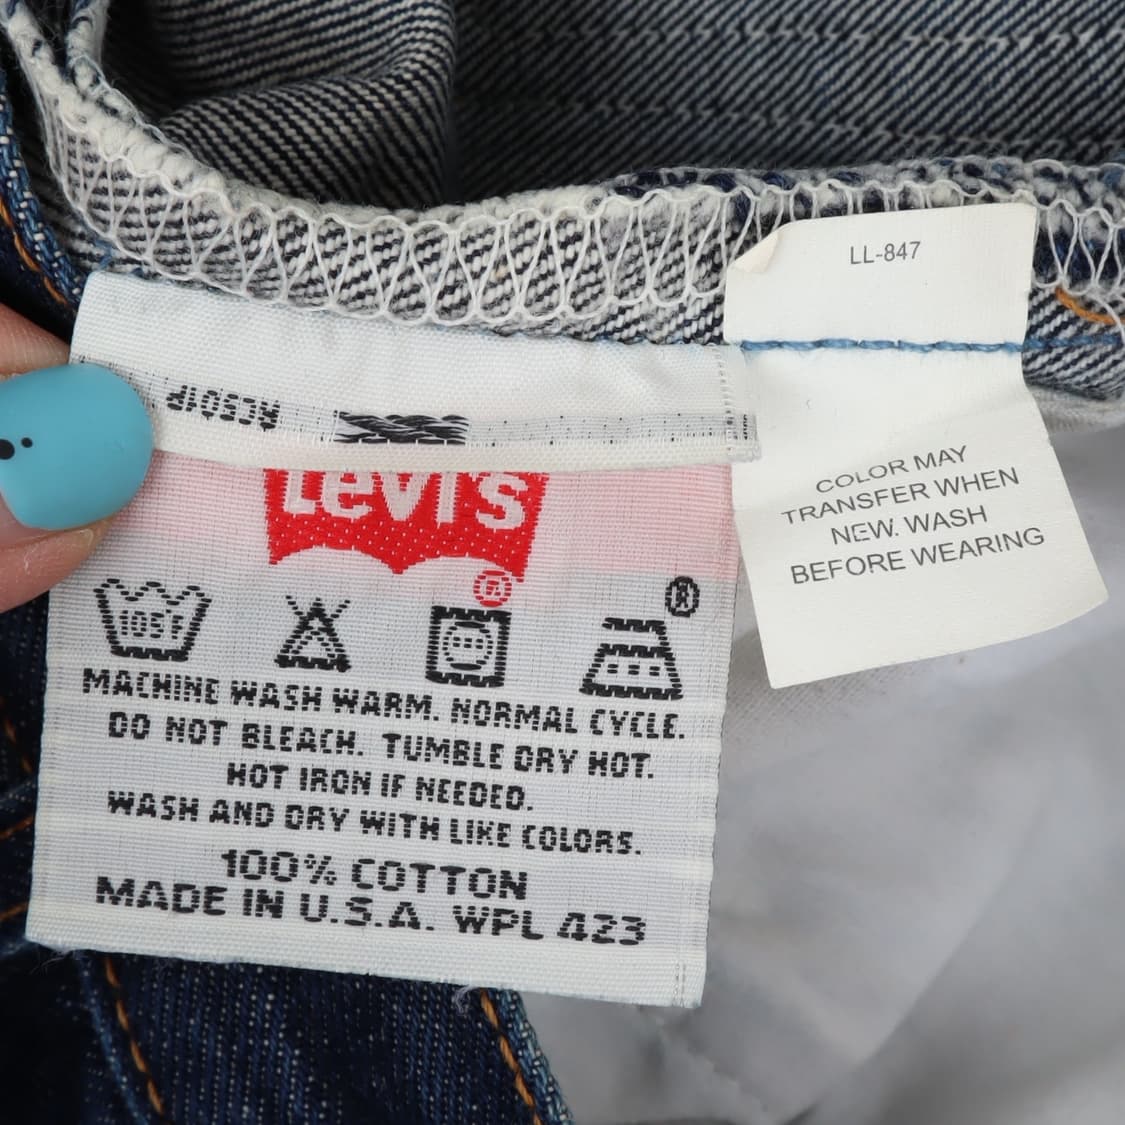 LL-847
Levi's
®
105F
®
MACHINE WASH WARM. NORMAL CYCLE.
DO NOT BLEACH. TUMBLE DRY HOT.
HOT IRON IF NEEDED.
WASH AND DRY WITH LIKE COLORS.
100% COTTON
MADE IN U.S.A. WPL 423
COLOR MAY
TRANSFER WHEN
NEW. WASH
BEFORE WEARING